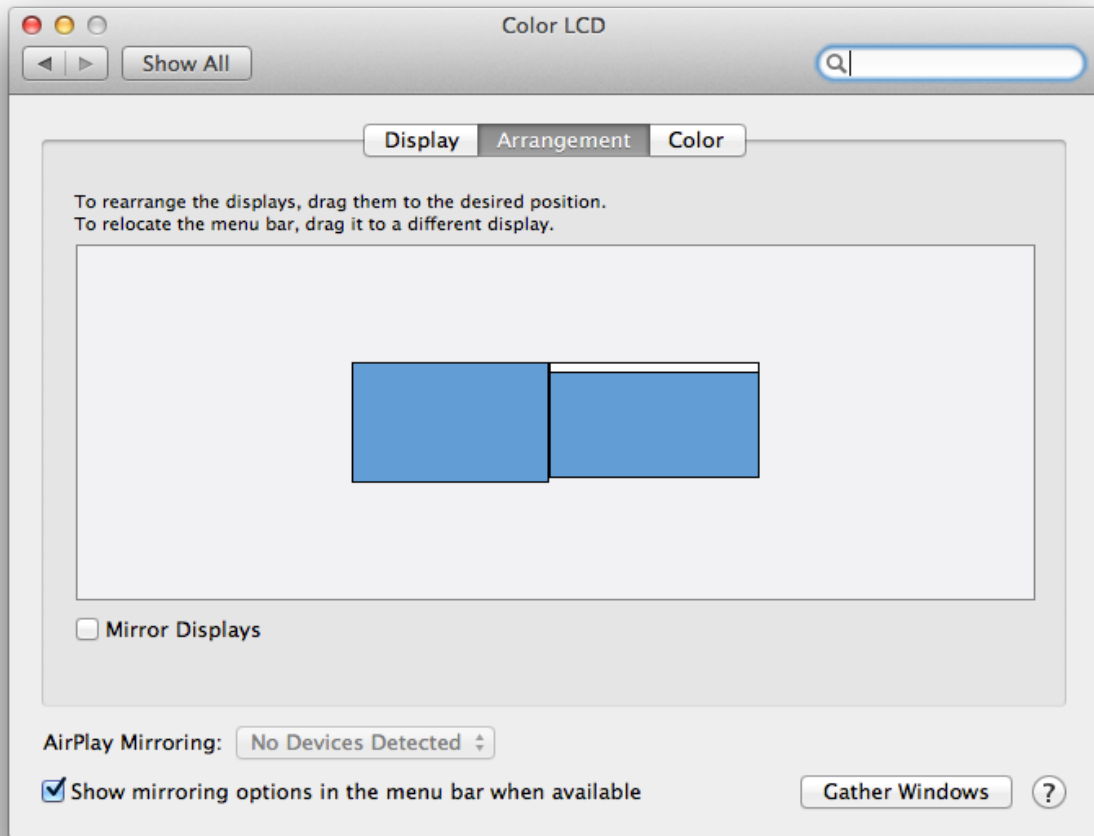 Color LCD
Show All
Display Arrangement Color
To rearrange the displays, drag them to the desired position.
To relocate the menu bar, drag it to a different display.
Mirror Displays
AirPlay Mirroring: No Devices Detected
Show mirroring options in the menu bar when available Gather Windows ?